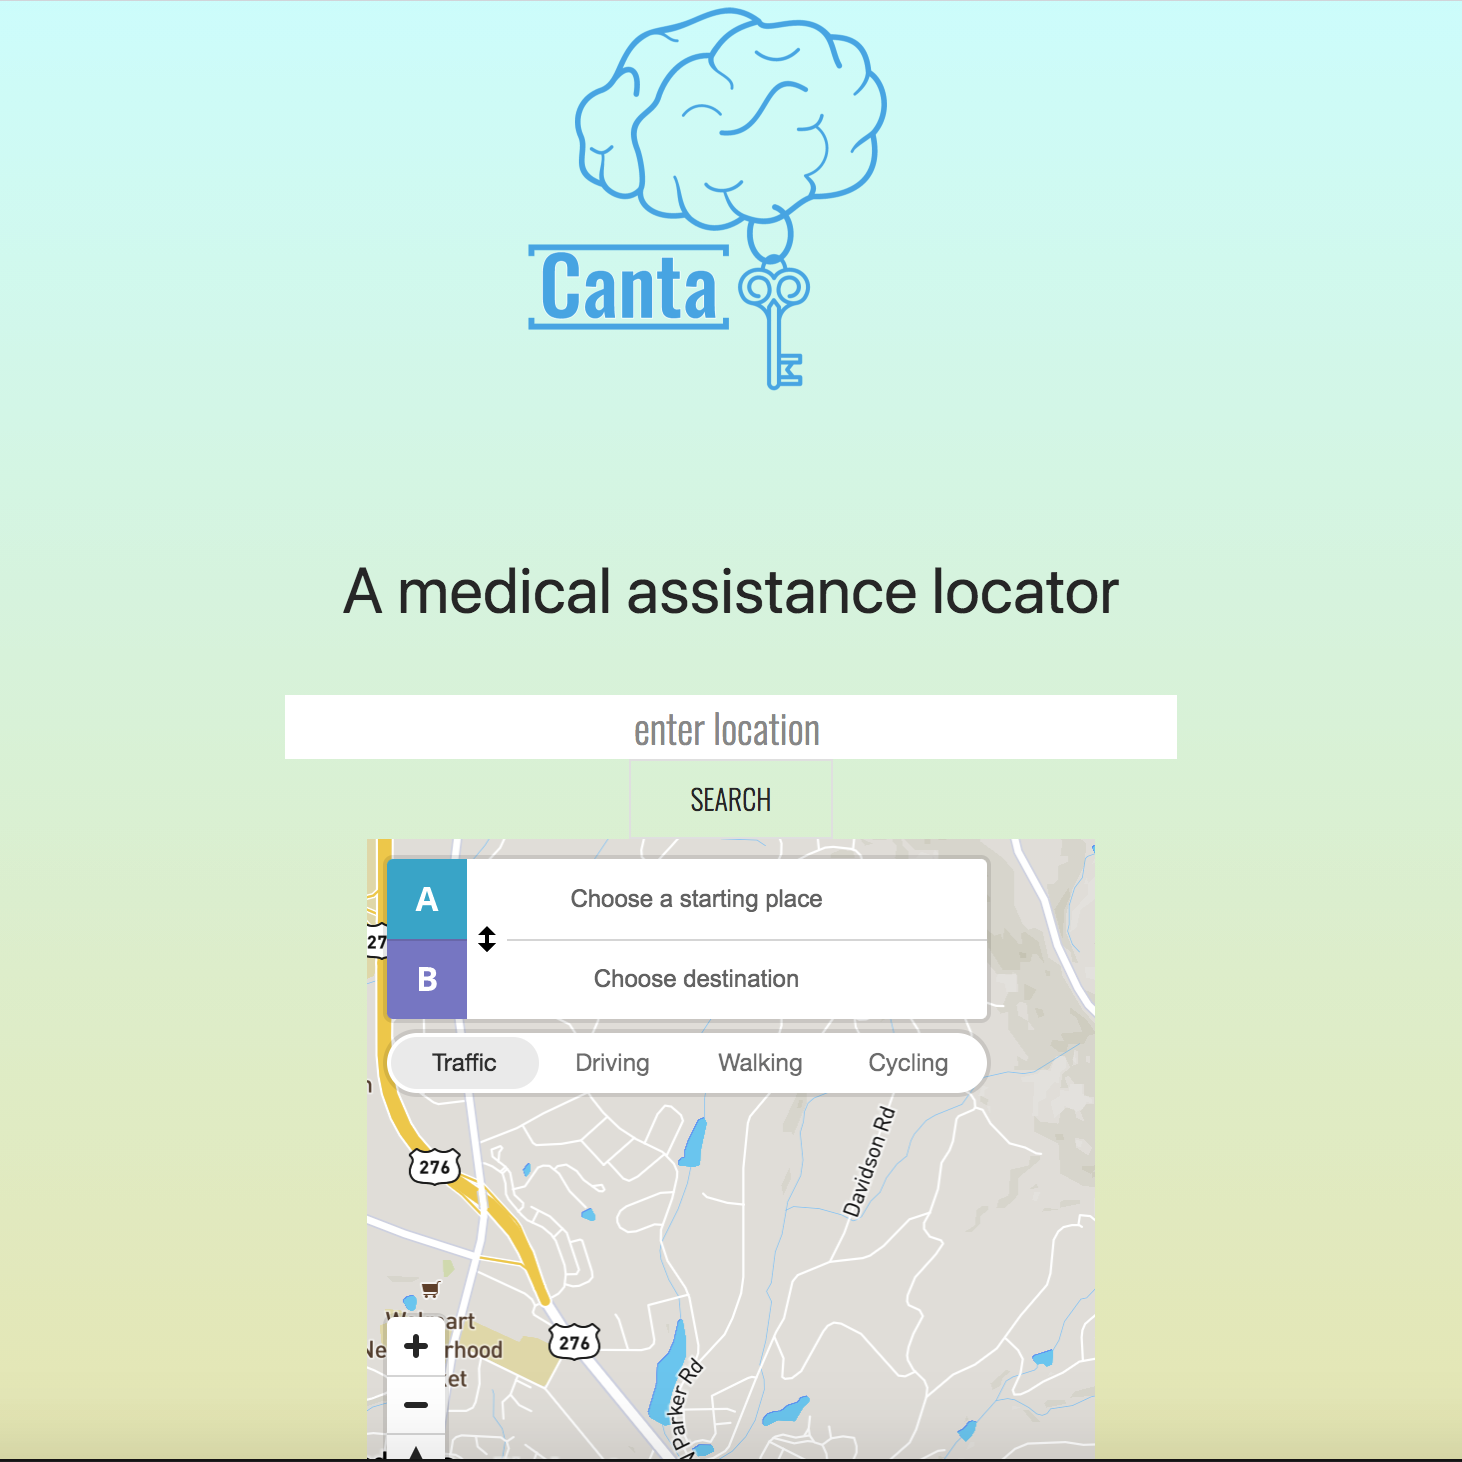 Canta
A medical assistance locator
enter location
SEARCH
A
Choose a starting place
B
Choose destination
Traffic
Driving
Walking
Cycling
27
276
Davidson Rd
276
N Parker Rd
+
−